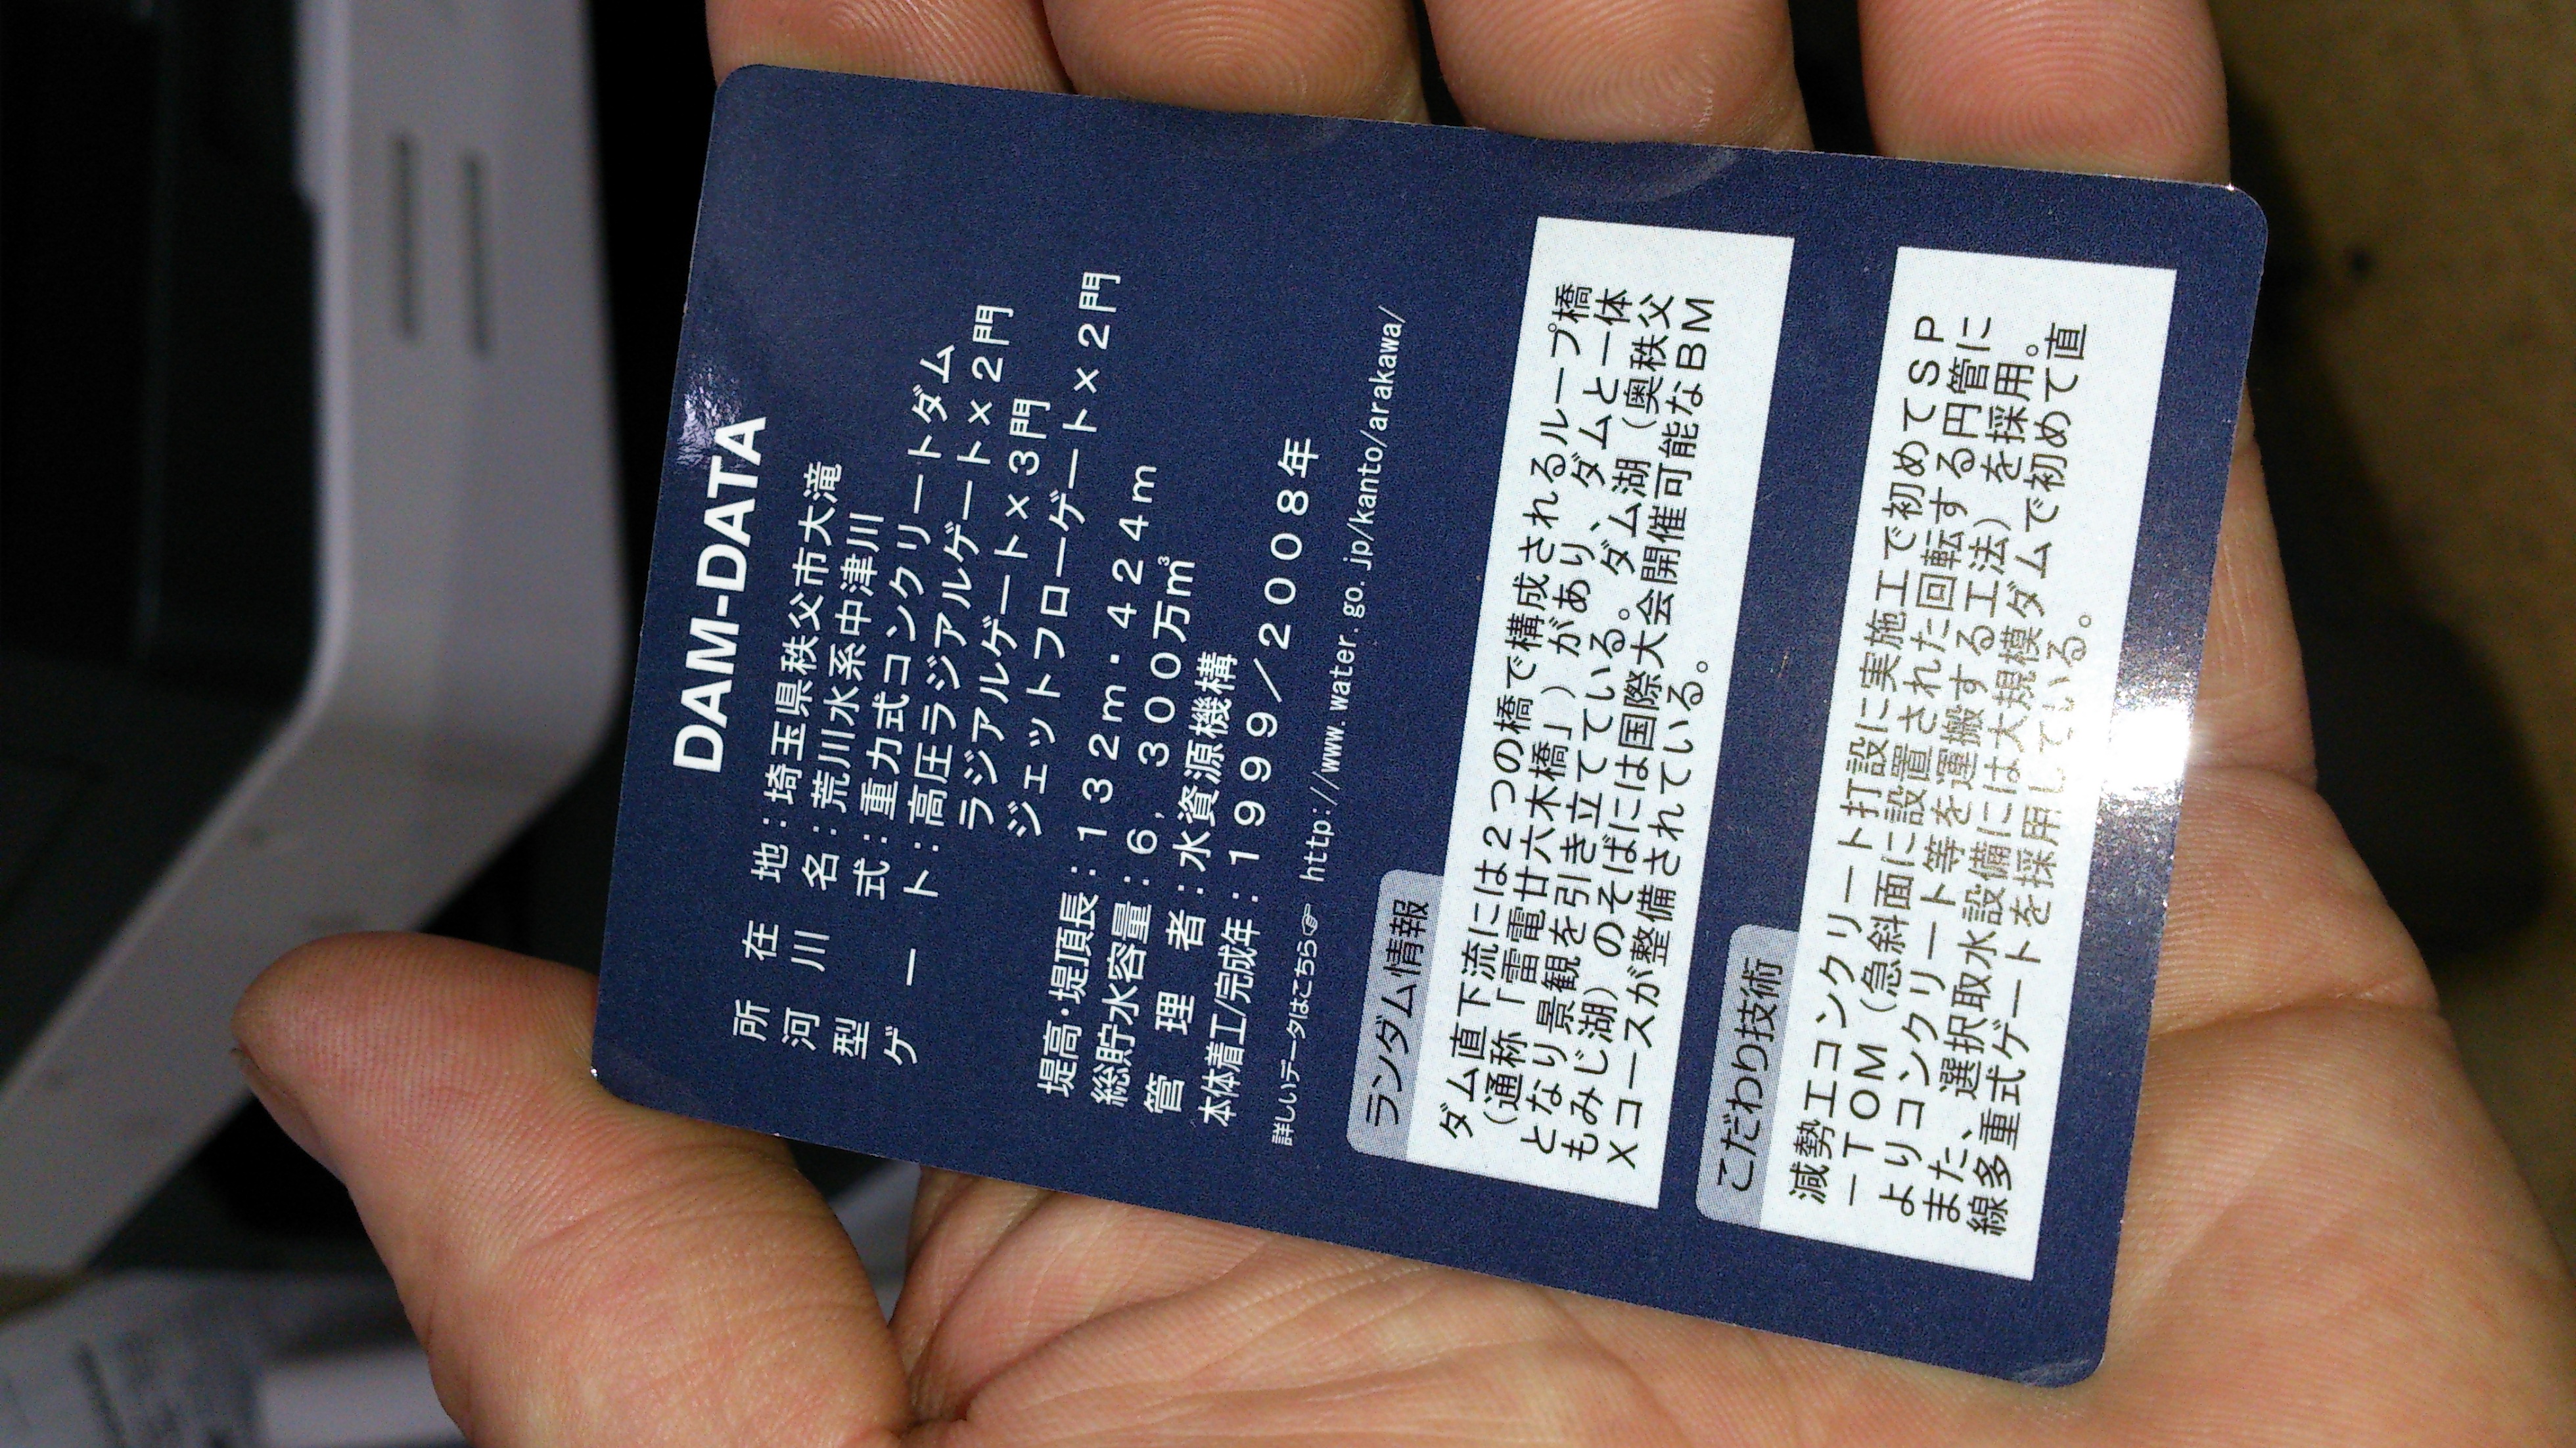 DAM-DATA
所在地：埼玉県秩父市大滝
河川名：荒川水系中津川
型式：重力式コンクリートダム
ゲート：高圧ラジアルゲート×２門
ラジアルゲート×３門
ジェットフローゲート×２門
堤高・堤頂長：１３２ｍ・４２４ｍ
総貯水容量：６，３００万㎥
管理者：水資源機構
本体着工/完成年：１９９９／２００８年
詳しいデータはこちら☞ http://www.water.go.jp/kanto/arakawa/
ランダム情報
ダム直下流には２つの橋で構成されるループ橋
（通称「雷電廿六木橋」）があり、ダムと一体
となり景観を引き立てている。ダム湖（奥秩父
もみじ湖）のそばには国際大会開催可能なＢＭ
Ｘコースが整備されている。
こだわり技術
減勢工コンクリート打設に実施工で初めてＳＰ
－ＴＯＭ（急斜面に設置された回転する円管に
よりコンクリート等を運搬する工法）を採用。
また、選択取水設備には大規模ダムで初めて直
線多重式ゲートを採用している。